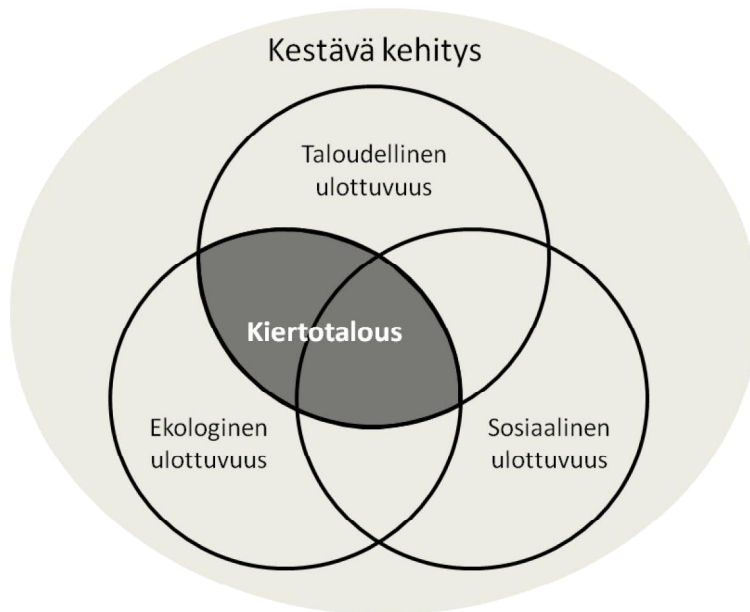 Kestävä kehitys
Taloudellinen
ulottuvuus
Kiertotalous
Ekologinen
ulottuvuus
Sosiaalinen
ulottuvuus